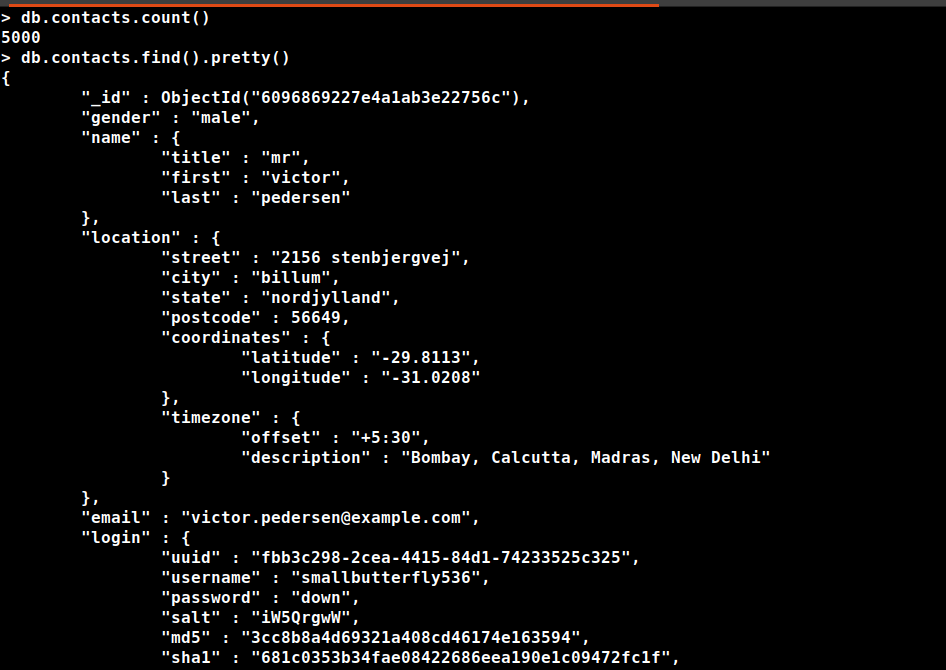 > db.contacts.count()
5000
> db.contacts.find().pretty()
{
        "_id" : ObjectId("6096869227e4a1ab3e22756c"),
        "gender" : "male",
        "name" : {
                "title" : "mr",
                "first" : "victor",
                "last" : "pedersen"
        },
        "location" : {
                "street" : "2156 stenbjergvej",
                "city" : "billum",
                "state" : "nordjylland",
                "postcode" : 56649,
                "coordinates" : {
                        "latitude" : "-29.8113",
                        "longitude" : "-31.0208"
                },
                "timezone" : {
                        "offset" : "+5:30",
                        "description" : "Bombay, Calcutta, Madras, New Delhi"
                }
        },
        "email" : "victor.pedersen@example.com",
        "login" : {
                "uuid" : "fbb3c298-2cea-4415-84d1-74233525c325",
                "username" : "smallbutterfly536",
                "password" : "down",
                "salt" : "iW5QrgwW",
                "md5" : "3cc8b8a4d69321a408cd46174e163594",
                "sha1" : "681c0353b34fae08422686eea190e1c09472fc1f",